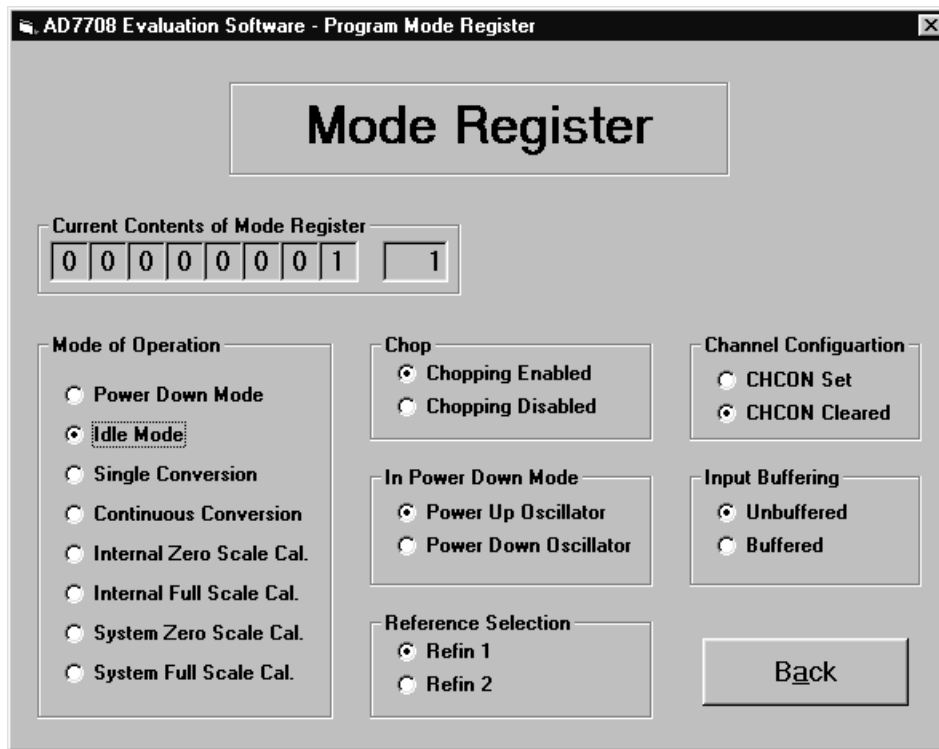 AD7708 Evaluation Software - Program Mode Register
Mode Register
Current Contents of Mode Register
0 0 0 0 0 0 0 1 1
Mode of Operation
Power Down Mode
Idle Mode
Single Conversion
Continuous Conversion
Internal Zero Scale Cal.
Internal Full Scale Cal.
System Zero Scale Cal.
System Full Scale Cal.
Chop
Chopping Enabled
Chopping Disabled
In Power Down Mode
Power Up Oscillator
Power Down Oscillator
Reference Selection
Refin 1
Refin 2
Channel Configuartion
CHCON Set
CHCON Cleared
Input Buffering
Unbuffered
Buffered
Back